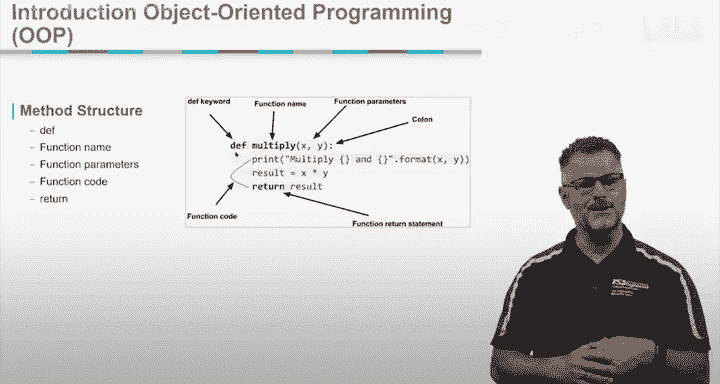 Introduction Object-Oriented Programming
(OOP)
Method Structure
– def
– Function name
– Function parameters
– Function code
– return
def keyword
Function name
Function parameters
Colon
def multiply(x, y):
print("Multiply {} and {}".format(x, y))
result = x * y
return result
Function code
Function return statement